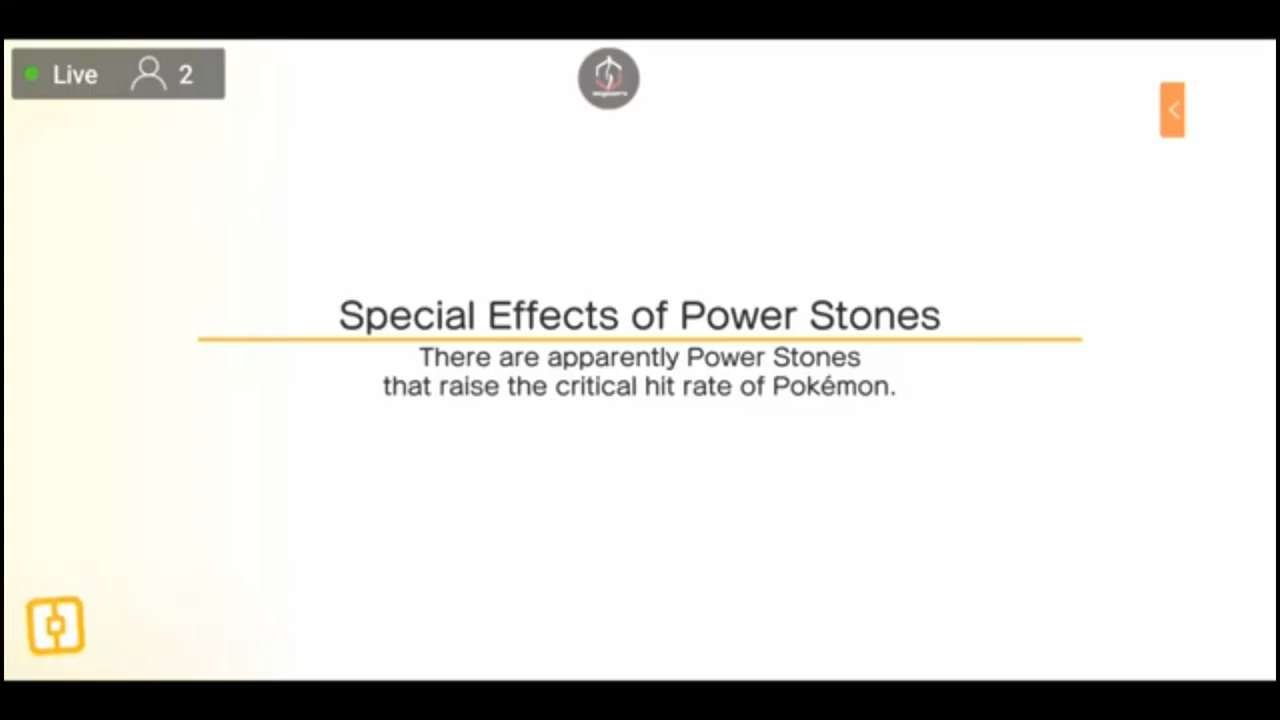 Live 2
Special Effects of Power Stones
There are apparently Power Stones
that raise the critical hit rate of Pokémon.